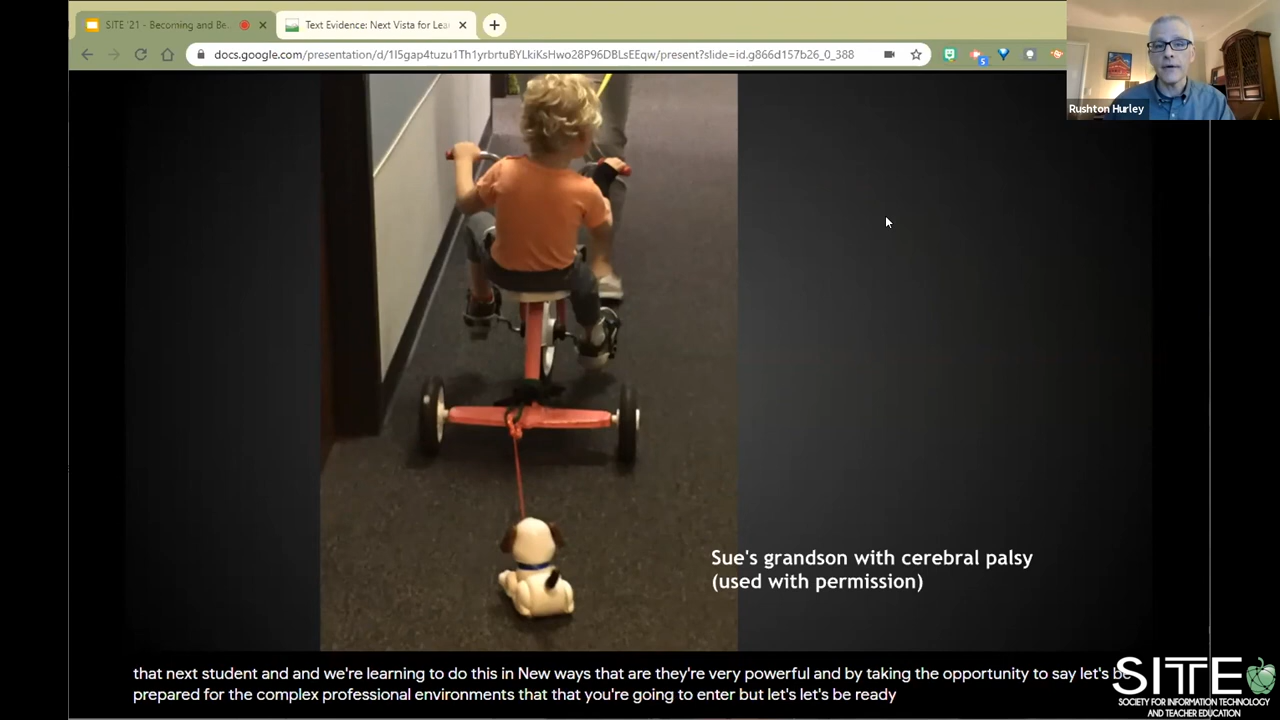 SITE '21 - Becorning and Be
Text Evidence: Next Vista for Lea
docs.google.com/presentation/d/1I5gap4tuzu1Th1yrbrtuBYLkiKsHwo28P96DBLsEEqw/present?slide=id.g866d157b26_0_388
5
Rushton Hurley
Sue's grandson with cerebral palsy
(used with permission)
that next student and and we're learning to do this in New ways that are they're very powerful and by taking the opportunity to say let's be
prepared for the complex professional environments that that you're going to enter but let's let's be ready
SITE
SOCIETY FOR INFORMATION TECHNOLOGY
AND TEACHER EDUCATION